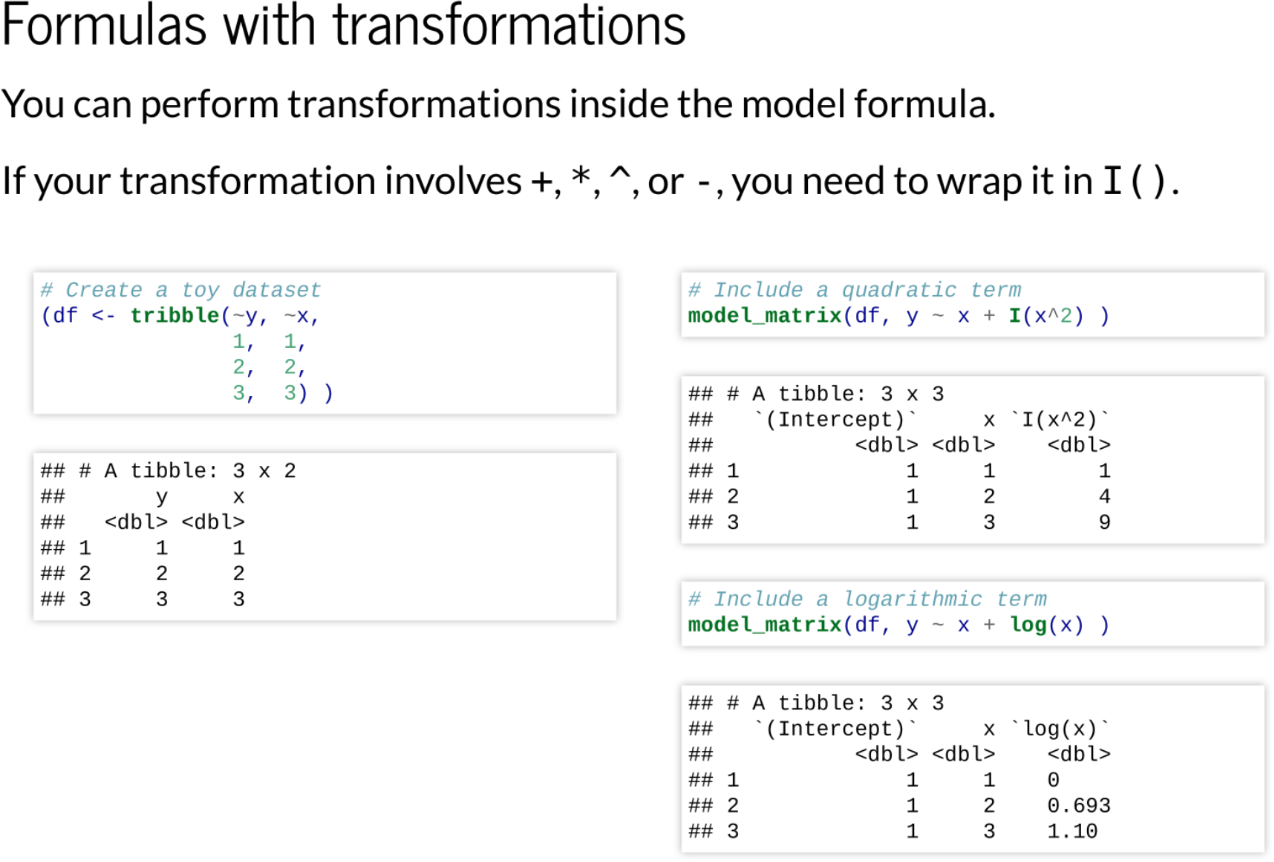 Formulas with transformations
You can perform transformations inside the model formula.
If your transformation involves +, *, ^, or -, you need to wrap it in I().
# Create a toy dataset
(df <- tribble(~y, ~x,
               1,  1,
               2,  2,
               3,  3) )
## # A tibble: 3 x 2
##       y     x
##   <dbl> <dbl>
## 1     1     1
## 2     2     2
## 3     3     3
# Include a quadratic term
model_matrix(df, y ~ x + I(x^2) )
## # A tibble: 3 x 3
##   `(Intercept)`     x `I(x^2)`
##           <dbl> <dbl>    <dbl>
## 1             1     1        1
## 2             1     2        4
## 3             1     3        9
# Include a logarithmic term
model_matrix(df, y ~ x + log(x) )
## # A tibble: 3 x 3
##   `(Intercept)`     x `log(x)`
##           <dbl> <dbl>    <dbl>
## 1             1     1    0
## 2             1     2    0.693
## 3             1     3    1.10